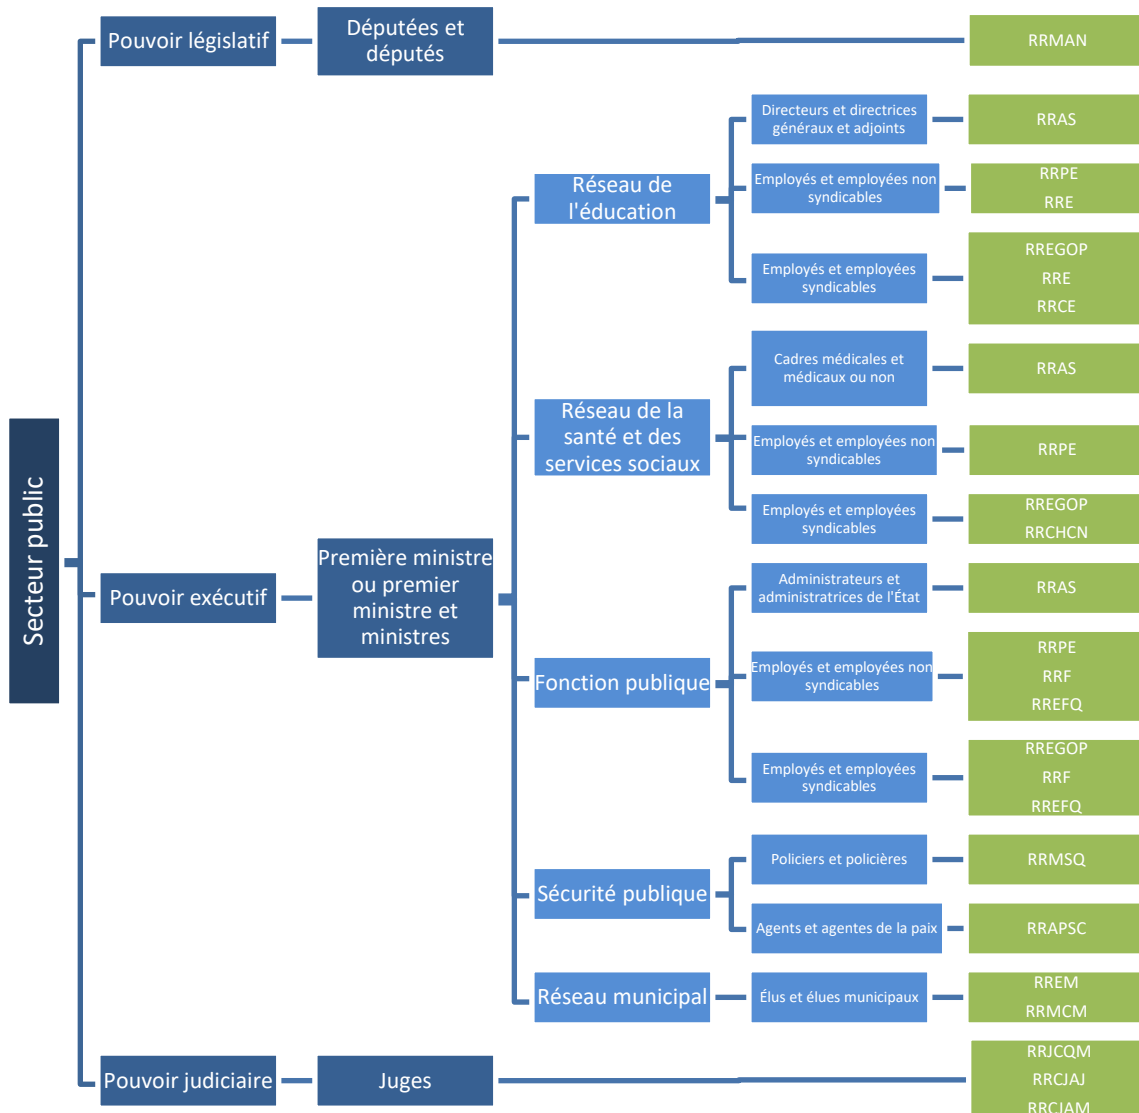 Secteur public
Pouvoir législatif
Députées et
députés
RRMAN
Pouvoir exécutif
Première ministre
ou premier
ministre et
ministres
Réseau de
l'éducation
Directeurs et directrices
généraux et adjoints
RRAS
Employés et employées non
syndicables
RRPE
RRE
Employés et employées
syndicables
RREGOP
RRE
RRCE
Réseau de la
santé et des
services sociaux
Cadres médicales et
médicaux ou non
RRAS
Employés et employées non
syndicables
RRPE
Employés et employées
syndicables
RREGOP
RRCHCN
Fonction publique
Administrateurs et
administratrices de l'État
RRAS
Employés et employées non
syndicables
RRPE
RRF
RREFQ
Employés et employées
syndicables
RREGOP
RRF
RREFQ
Sécurité publique
Policiers et policières
RRMSQ
Agents et agentes de la paix
RRAPSC
Réseau municipal
Élus et élues municipaux
RREM
RRMCM
Pouvoir judiciaire
Juges
RRJCQM
RRCJAJ
RRCJAM